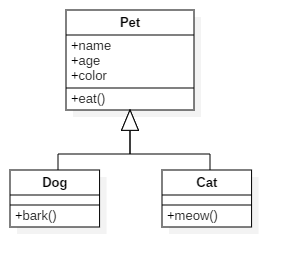 Pet
+name
+age
+color
+eat()
Dog
+bark()
Cat
+meow()